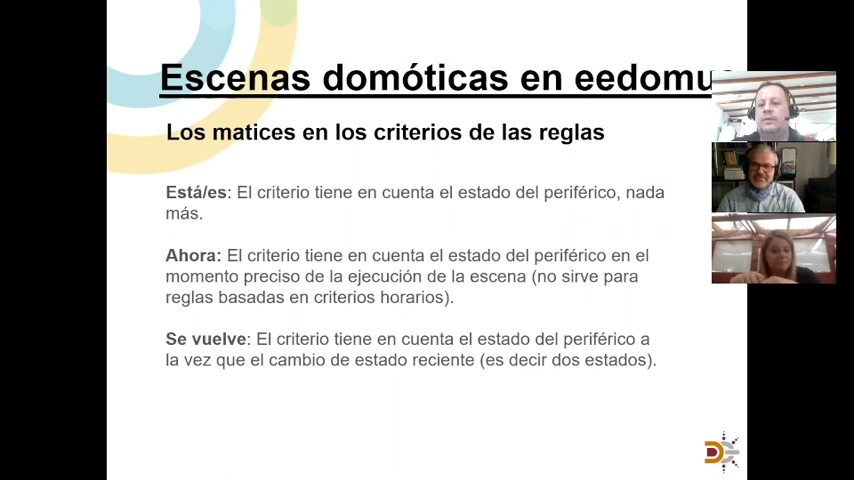 Escenas domóticas en eedomu
Los matices en los criterios de las reglas
Está/es: El criterio tiene en cuenta el estado del periférico, nada
más.
Ahora: El criterio tiene en cuenta el estado del periférico en el
momento preciso de la ejecución de la escena (no sirve para
reglas basadas en criterios horarios).
Se vuelve: El criterio tiene en cuenta el estado del periférico a
la vez que el cambio de estado reciente (es decir dos estados).